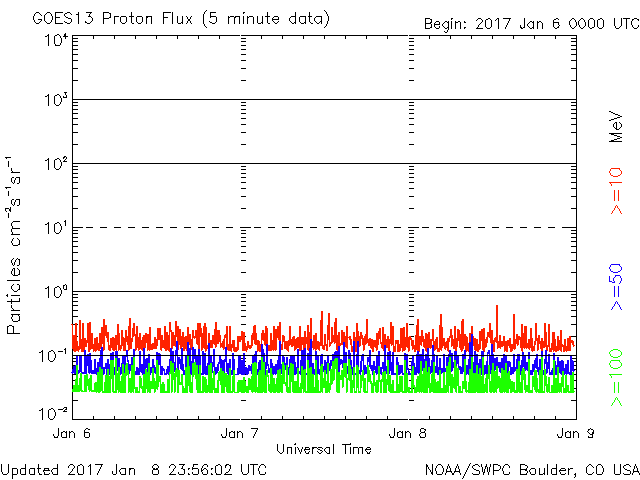 GOES13 Proton Flux (5 minute data)
Begin: 2017 Jan 6 0000 UTC
Particles cm⁻²s⁻¹sr⁻¹
10⁴
10³
10²
10¹
10⁰
10⁻¹
10⁻²
Jan 6
Jan 7
Jan 8
Jan 9
Universal Time
MeV
>=10
>=50
>=100
Updated 2017 Jan 8 23:56:02 UTC
NOAA/SWPC Boulder, CO USA